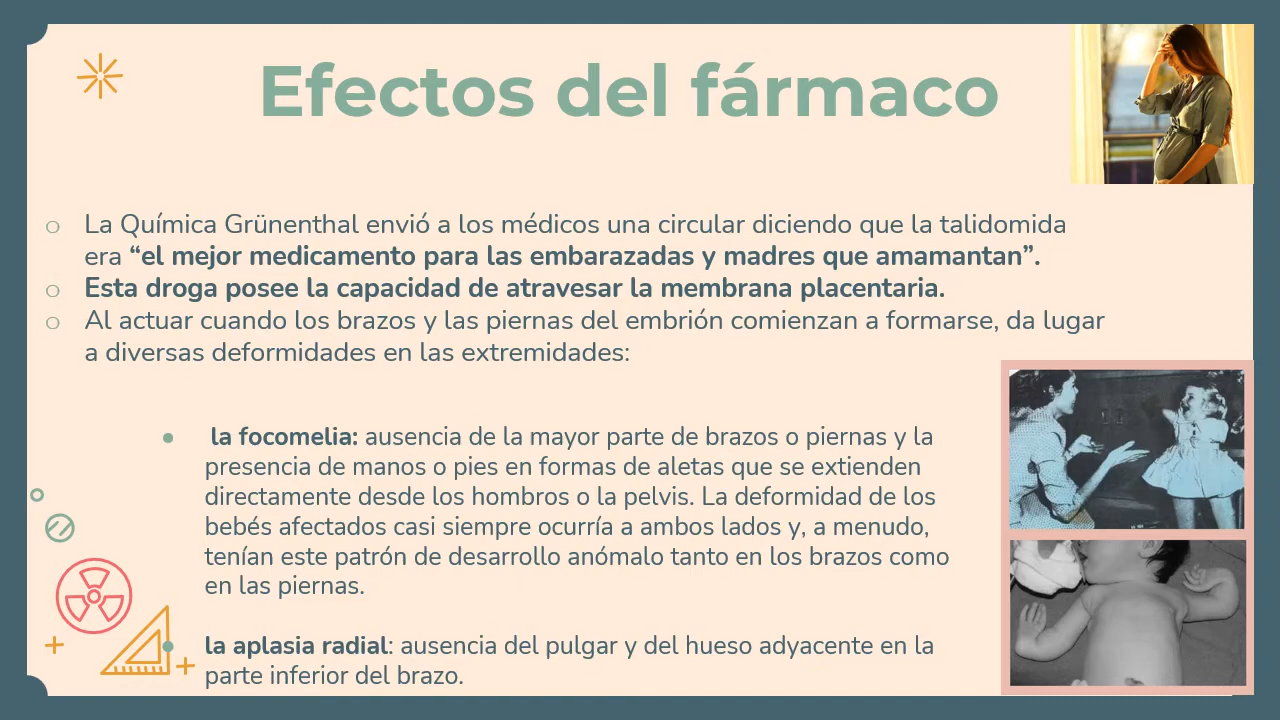 Efectos del fármaco
o La Química Grünenthal envió a los médicos una circular diciendo que la talidomida
era “el mejor medicamento para las embarazadas y madres que amamantan”.
o Esta droga posee la capacidad de atravesar la membrana placentaria.
o Al actuar cuando los brazos y las piernas del embrión comienzan a formarse, da lugar
a diversas deformidades en las extremidades:
● la focomelia: ausencia de la mayor parte de brazos o piernas y la
presencia de manos o pies en formas de aletas que se extienden
directamente desde los hombros o la pelvis. La deformidad de los
bebés afectados casi siempre ocurría a ambos lados y, a menudo,
tenían este patrón de desarrollo anómalo tanto en los brazos como
en las piernas.
● la aplasia radial: ausencia del pulgar y del hueso adyacente en la
parte inferior del brazo.